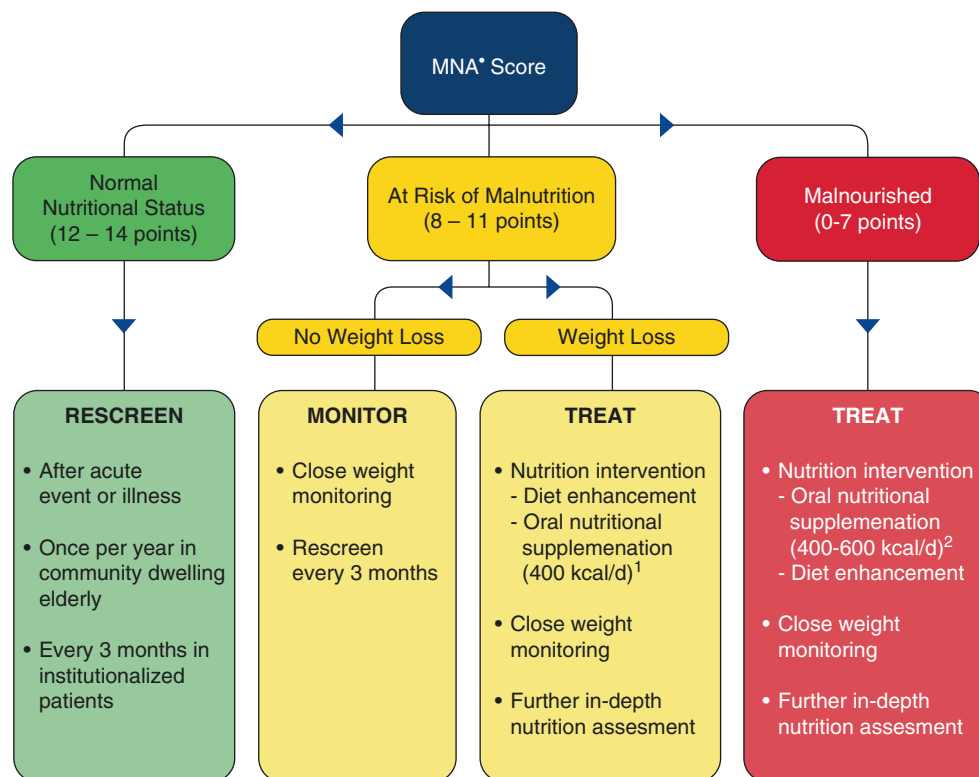 MNA• Score
Normal
Nutritional Status
(12 – 14 points)
At Risk of Malnutrition
(8 – 11 points)
Malnourished
(0-7 points)
No Weight Loss
Weight Loss
RESCREEN
• After acute
event or illness
• Once per year in
community dwelling
elderly
• Every 3 months in
institutionalized
patients
MONITOR
• Close weight
monitoring
• Rescreen
every 3 months
TREAT
• Nutrition intervention
- Diet enhancement
- Oral nutritional
supplemenation
(400 kcal/d)1
• Close weight
monitoring
• Further in-depth
nutrition assesment
TREAT
• Nutrition intervention
- Oral nutritional
supplemenation
(400-600 kcal/d)2
- Diet enhancement
• Close weight
monitoring
• Further in-depth
nutrition assesment